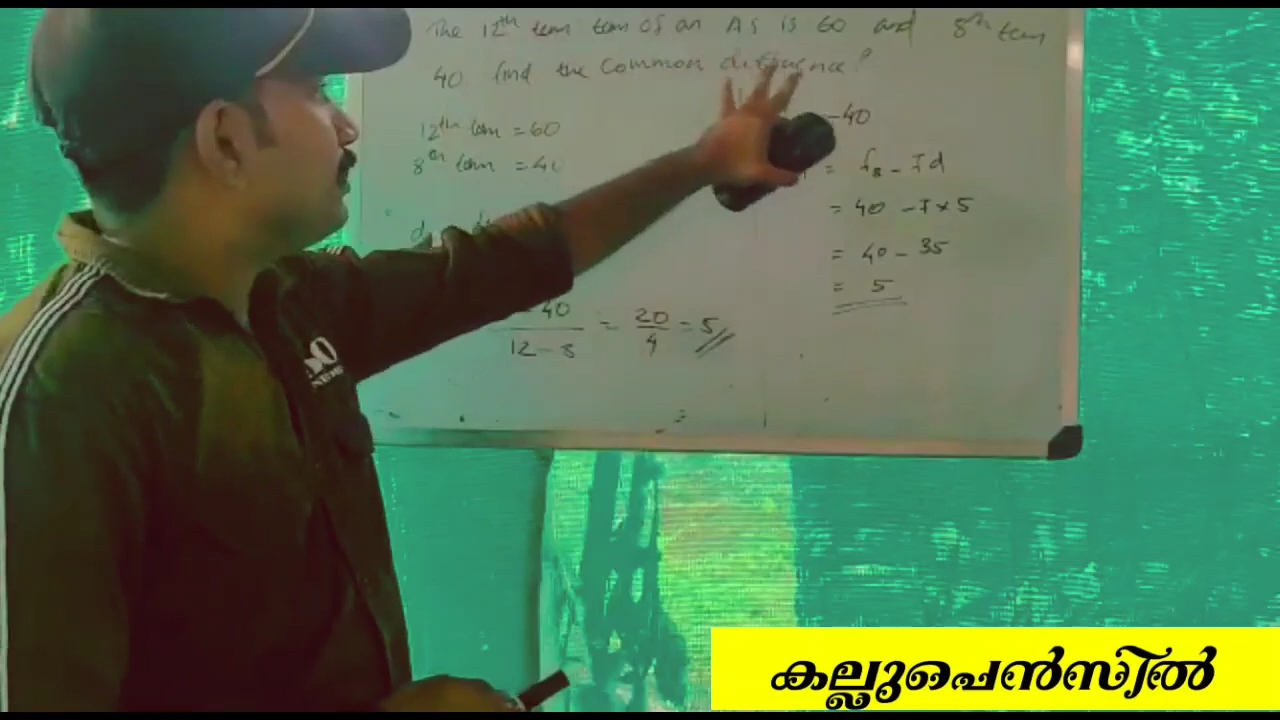 The 12th term term of an AS is 60 and 8th term
40 find the common difference?
12th term = 60
8th term = 40
-40
= f8 - 7d
= 40 - 7×5
= 40 - 35
= 5
d
- 40
12-8
= 20/4 = 5
കല്ലുപെൻസിൽ